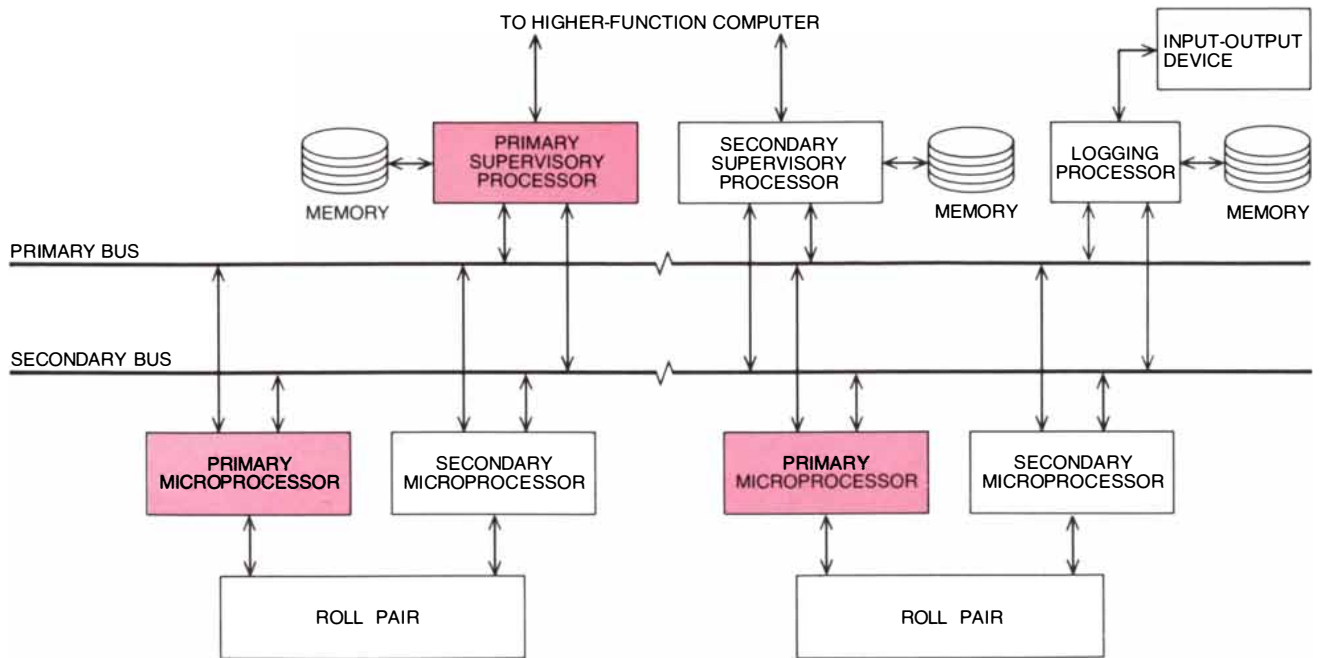 TO HIGHER-FUNCTION COMPUTER
INPUT-OUTPUT
DEVICE
MEMORY
PRIMARY
SUPERVISORY
PROCESSOR
SECONDARY
SUPERVISORY
PROCESSOR
MEMORY
LOGGING
PROCESSOR
MEMORY
PRIMARY BUS
SECONDARY BUS
PRIMARY
MICROPROCESSOR
SECONDARY
MICROPROCESSOR
PRIMARY
MICROPROCESSOR
SECONDARY
MICROPROCESSOR
ROLL PAIR
ROLL PAIR